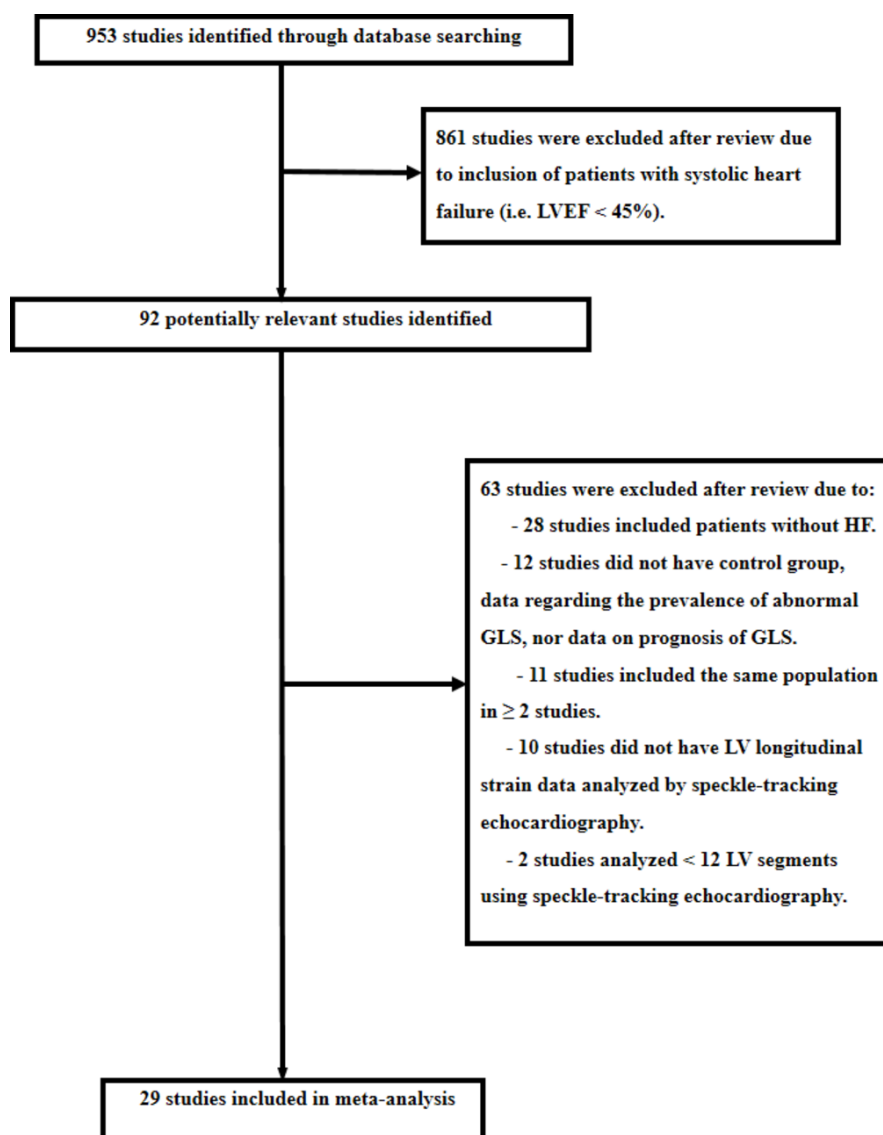 953 studies identified through database searching
861 studies were excluded after review due
to inclusion of patients with systolic heart
failure (i.e. LVEF < 45%).
92 potentially relevant studies identified
63 studies were excluded after review due to:
- 28 studies included patients without HF.
- 12 studies did not have control group,
data regarding the prevalence of abnormal
GLS, nor data on prognosis of GLS.
- 11 studies included the same population
in ≥ 2 studies.
- 10 studies did not have LV longitudinal
strain data analyzed by speckle-tracking
echocardiography.
- 2 studies analyzed < 12 LV segments
using speckle-tracking echocardiography.
29 studies included in meta-analysis